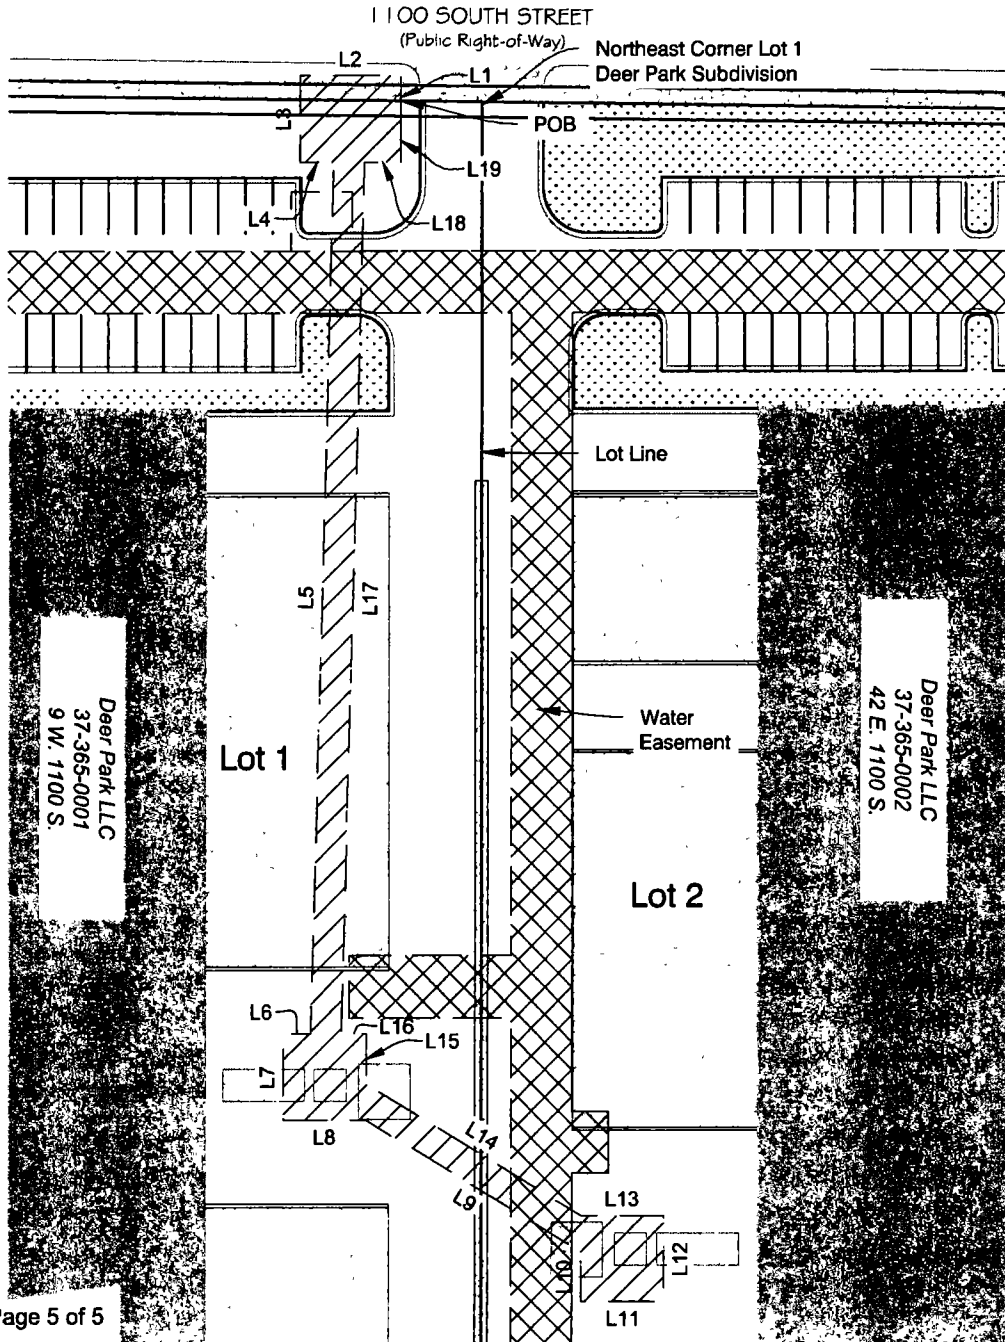 1100 SOUTH STREET
(Public Right-of-Way)
Northeast Corner Lot 1
Deer Park Subdivision
L2
L1
POB
L3
L19
L4
L18
Lot Line
L5
L17
Deer Park LLC
37-365-0001
9 W. 1100 S.
Deer Park LLC
37-365-0002
42 E. 1100 S.
Water
Easement
Lot 1
Lot 2
L6
L16
L15
L7
L8
L14
L9
L13
L10
L12
L11
Page 5 of 5